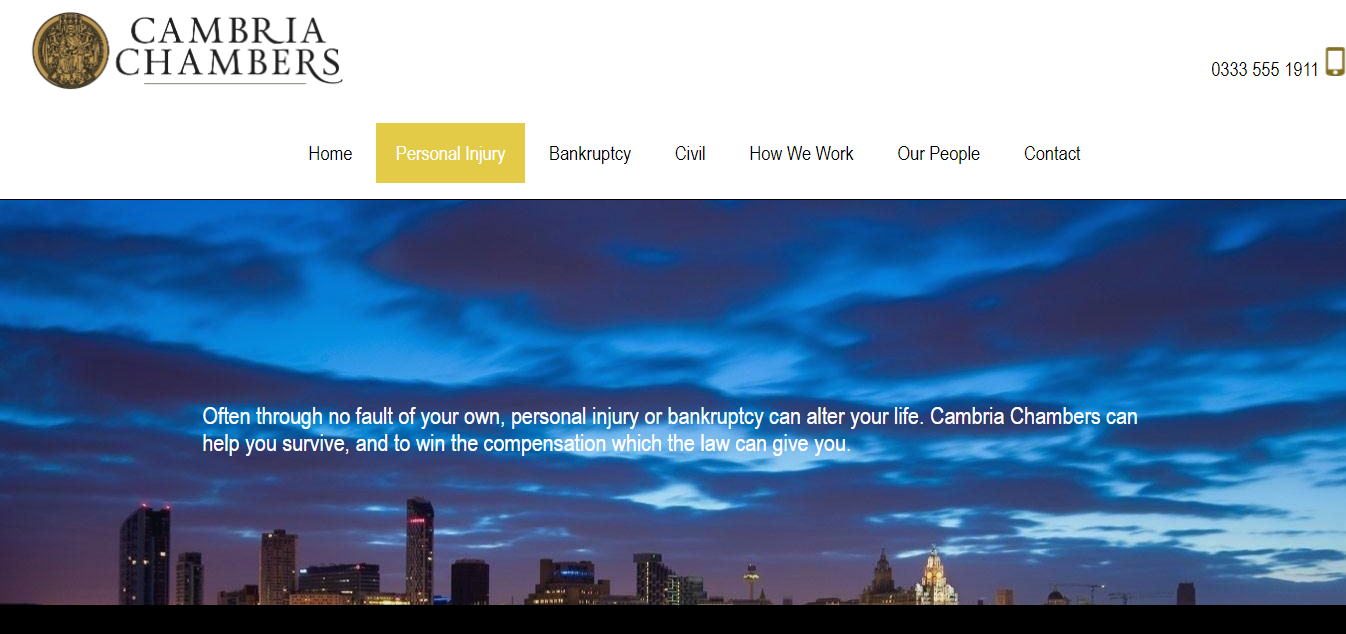 CAMBRIA
CHAMBERS
0333 555 1911
Home Personal Injury Bankruptcy Civil How We Work Our People Contact
Often through no fault of your own, personal injury or bankruptcy can alter your life. Cambria Chambers can
help you survive, and to win the compensation which the law can give you.